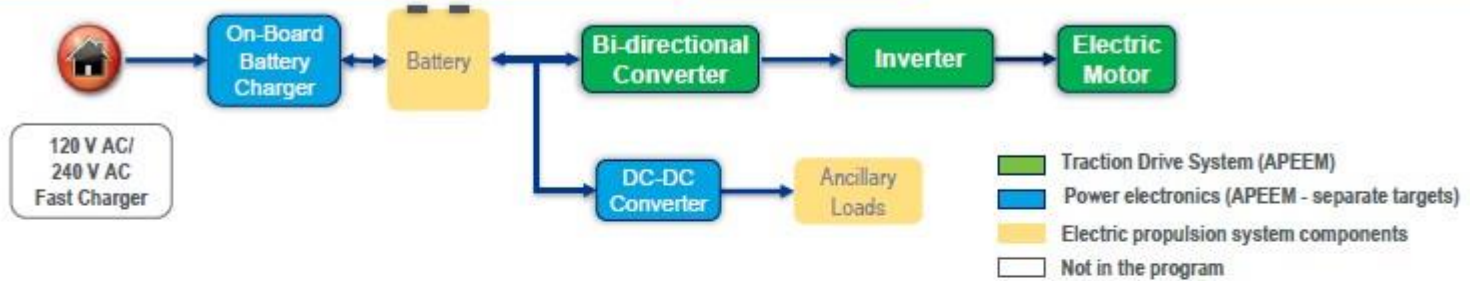 On-Board
Battery
Charger
Battery
Bi-directional
Converter
Inverter
Electric
Motor
120 V AC/
240 V AC
Fast Charger
DC-DC
Converter
Ancillary
Loads
Traction Drive System (APEEM)
Power electronics (APEEM - separate targets)
Electric propulsion system components
Not in the program